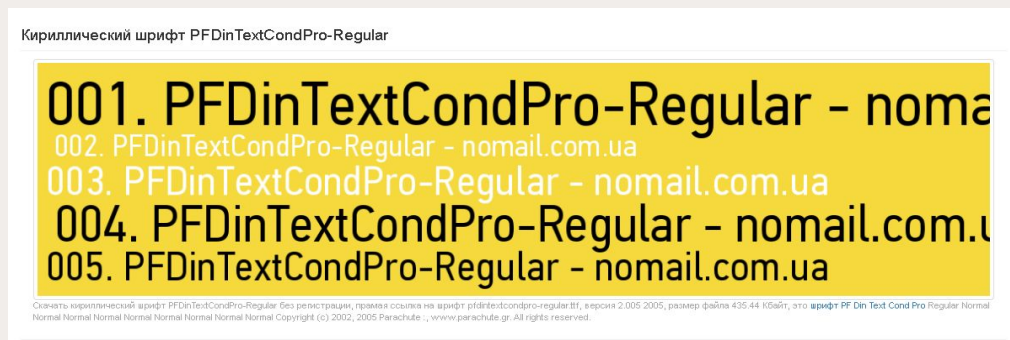 Кириллический шрифт PFDinTextCondPro-Regular
001. PFDinTextCondPro-Regular - noma
002. PFDinTextCondPro-Regular - nomail.com.ua
003. PFDinTextCondPro-Regular - nomail.com.ua
004. PFDinTextCondPro-Regular - nomail.com.u
005. PFDinTextCondPro-Regular - nomail.com.ua
Скачать кириллический шрифт PFDinTextCondPro-Regular без регистрации, прямая ссылка на шрифт pfdintextcondpro-regular.ttf, версия 2.005 2005, размер файла 435.44 Кбайт, это шрифт PF Din Text Cond Pro Regular Normal
Normal Normal Normal Normal Normal Normal Normal Normal Copyright (c) 2002, 2005 Parachute :, www.parachute.gr. All rights reserved.